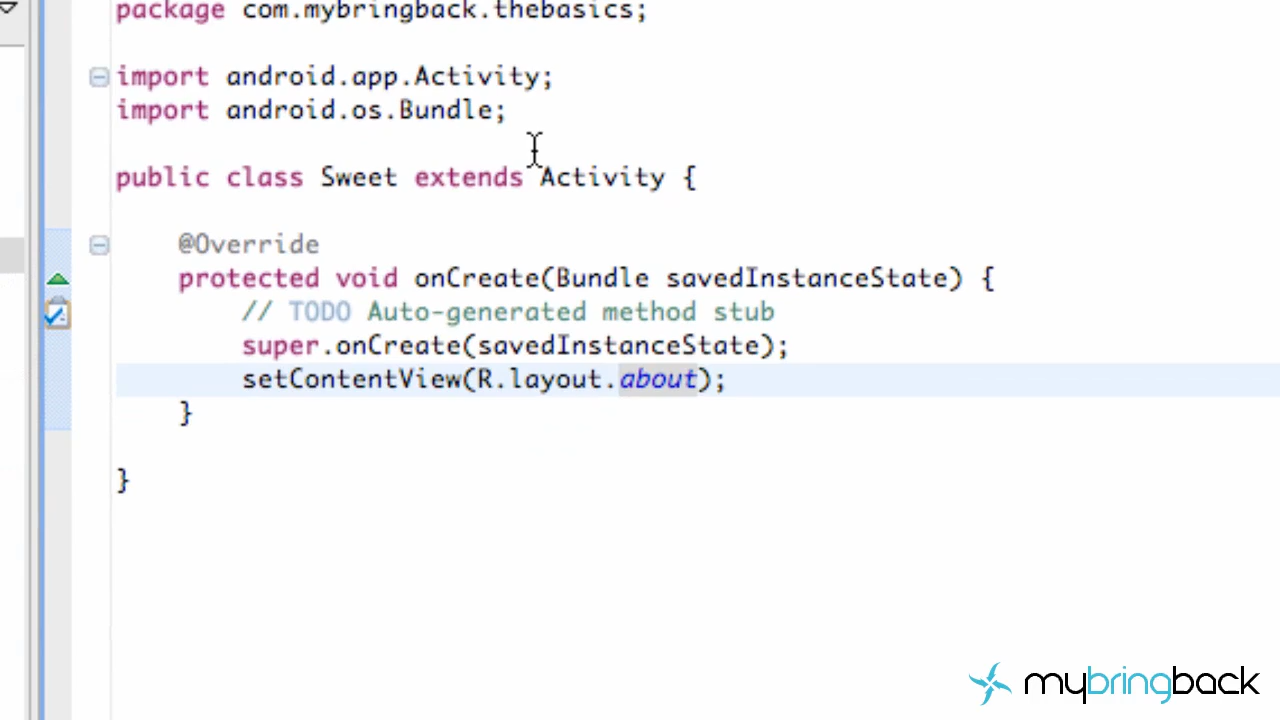 package com.mybringback.thebasics;
import android.app.Activity;
import android.os.Bundle;
public class Sweet extends Activity {
@Override
protected void onCreate(Bundle savedInstanceState) {
// TODO Auto-generated method stub
super.onCreate(savedInstanceState);
setContentView(R.layout.about);
}
}
mybringback